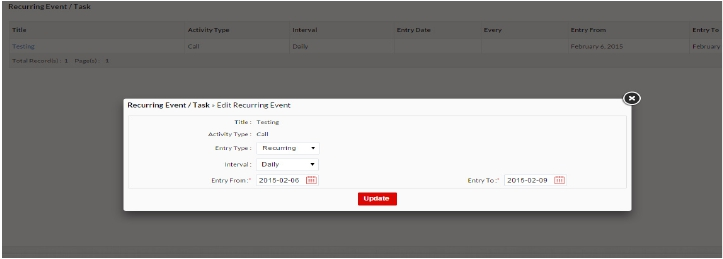 Recurring Event / Task
Title Activity Type Interval Entry Date Every Entry From Entry To
Testing Call Daily February 6, 2015 February
Total Record(s) : 1 Page(s) : 1
Recurring Event / Task » Edit Recurring Event
Title : Testing
Activity Type : Call
Entry Type : Recurring
Interval : Daily
Entry From :* 2015-02-06 Entry To :* 2015-02-09
Update